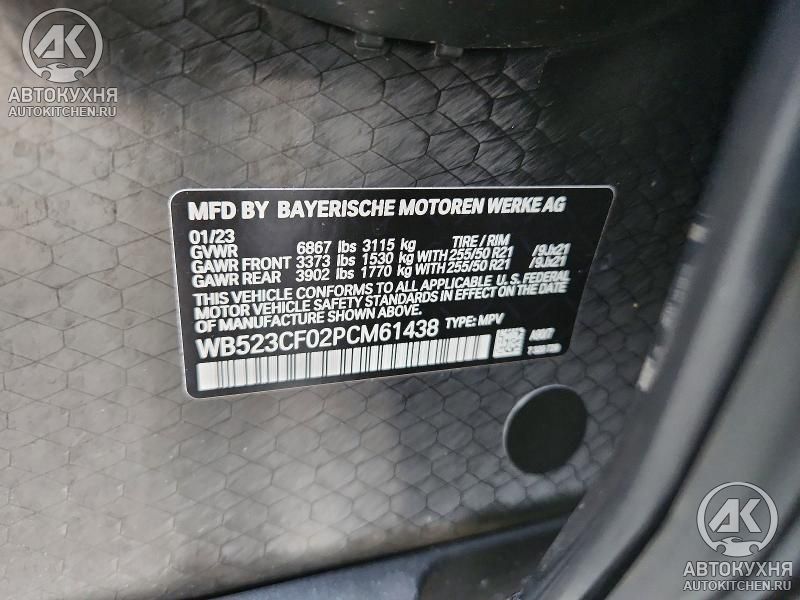 AK
АВТОКУХНЯ
AUTOKITCHEN.RU
MFD BY BAYERISCHE MOTOREN WERKE AG
01/23
GVWR 6867 lbs 3115 kg TIRE / RIM
GAWR FRONT 3373 lbs 1530 kg WITH 255/50 R21 /9Jx21
GAWR REAR 3902 lbs 1770 kg WITH 255/50 R21 /9Jx21
THIS VEHICLE CONFORMS TO ALL APPLICABLE U.S. FEDERAL
MOTOR VEHICLE SAFETY STANDARDS IN EFFECT ON THE DATE OF
MANUFACTURE SHOWN ABOVE.
WB523CF02PCM61438 TYPE: MPV
AK
АВТОКУХНЯ
AUTOKITCHEN.RU